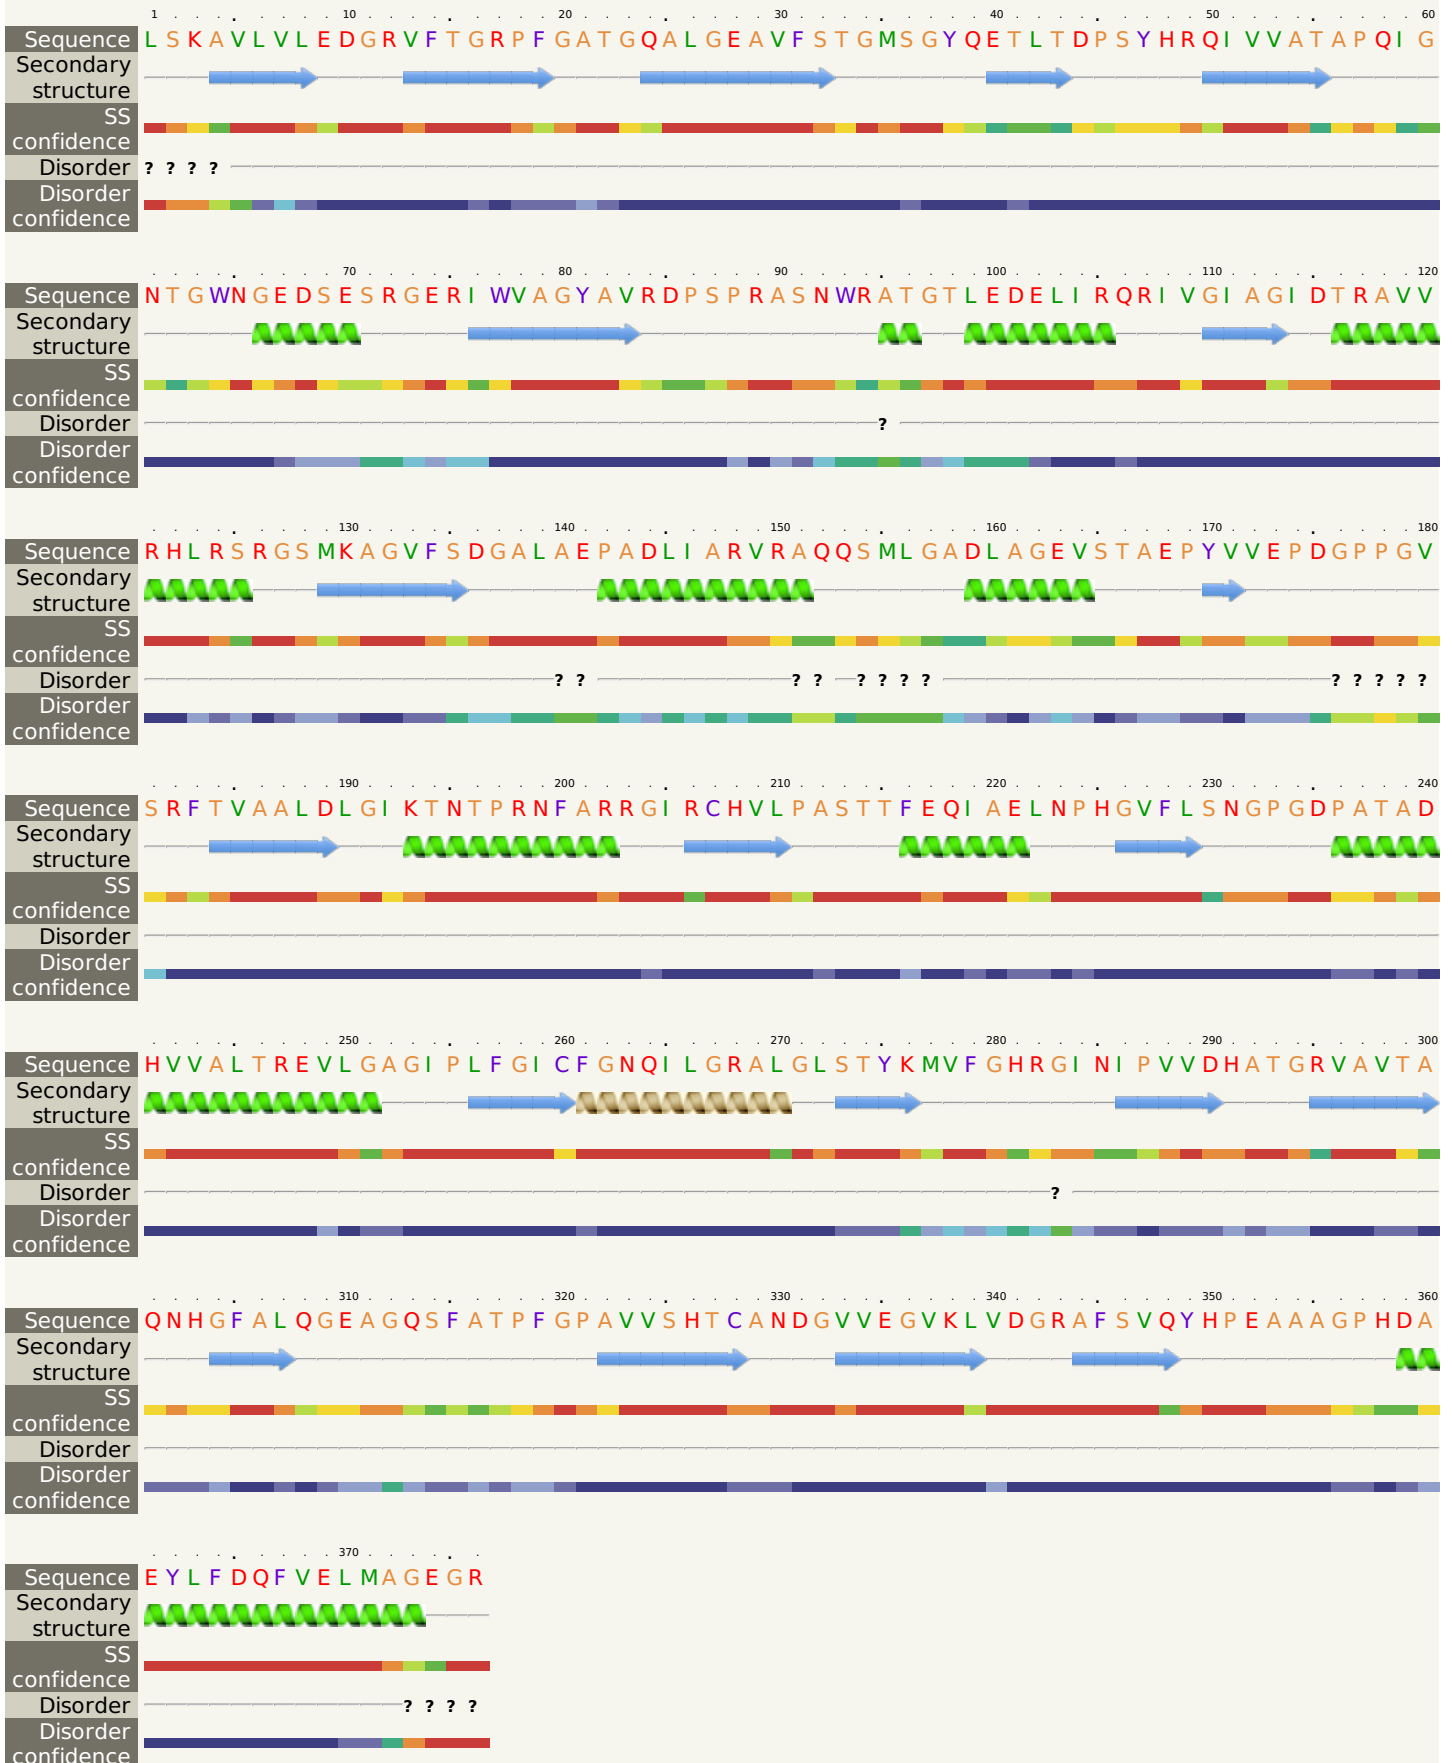 1 10 20 30 40 50 60
Sequence L S K A V L V L E D G R V F T G R P F G A T G Q A L G E A V F S T G M S G Y Q E T L T D P S Y H R Q I V V A T A P Q I G
Secondary
structure
SS
confidence
Disorder ? ? ? ?
Disorder
confidence
70 80 90 100 110 120
Sequence N T G W N G E D S E S R G E R I W V A G Y A V R D P S P R A S N W R A T G T L E D E L I R Q R I V G I A G I D T R A V V
Secondary
structure
SS
confidence
Disorder ?
Disorder
confidence
130 140 150 160 170 180
Sequence R H L R S R G S M K A G V F S D G A L A E P A D L I A R V R A Q Q S M L G A D L A G E V S T A E P Y V V E P D G P P G V
Secondary
structure
SS
confidence
Disorder ? ? ? ? ? ? ? ? ? ? ? ? ?
Disorder
confidence
190 200 210 220 230 240
Sequence S R F T V A A L D L G I K T N T P R N F A R R G I R C H V L P A S T T F E Q I A E L N P H G V F L S N G P G D P A T A D
Secondary
structure
SS
confidence
Disorder
Disorder
confidence
250 260 270 280 290 300
Sequence H V V A L T R E V L G A G I P L F G I C F G N Q I L G R A L G L S T Y K M V F G H R G I N I P V V D H A T G R V A V T A
Secondary
structure
SS
confidence
Disorder ?
Disorder
confidence
310 320 330 340 350 360
Sequence Q N H G F A L Q G E A G Q S F A T P F G P A V V S H T C A N D G V V E G V K L V D G R A F S V Q Y H P E A A A G P H D A
Secondary
structure
SS
confidence
Disorder
Disorder
confidence
370
Sequence E Y L F D Q F V E L M A G E G R
Secondary
structure
SS
confidence
Disorder ? ? ? ?
Disorder
confidence